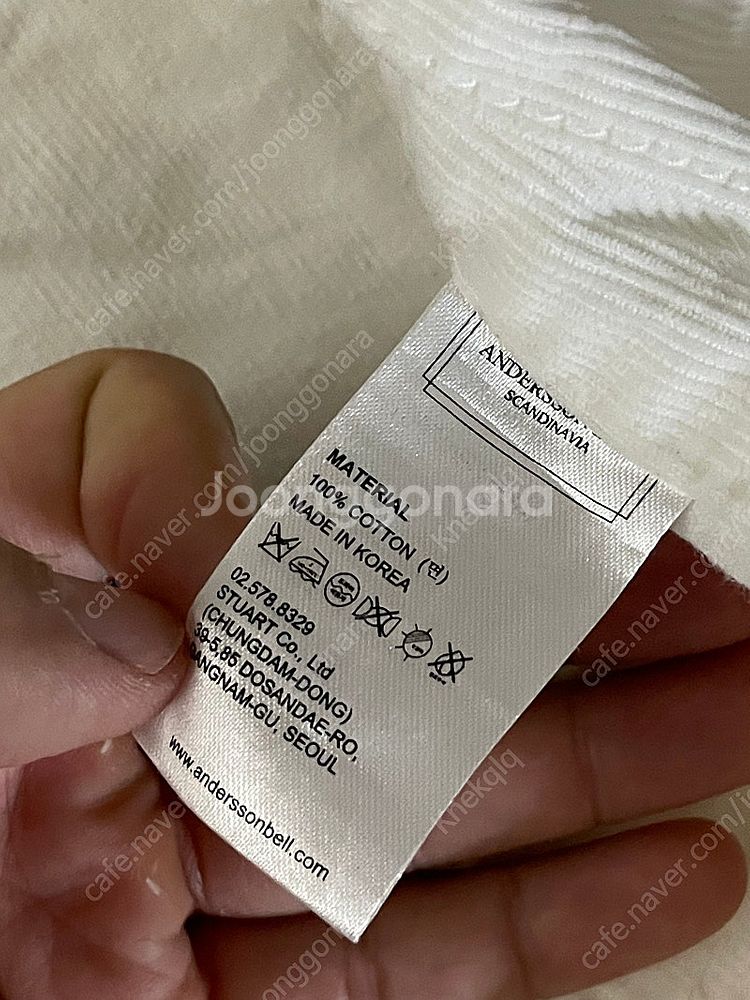 ANDERSSON
SCANDINAVIA
MATERIAL
100% COTTON (면)
MADE IN KOREA
02.578.8329
STUART Co., Ltd
(CHUNGDAM-DONG)
39-5,85 DOSANDAE-RO,
GANGNAM-GU, SEOUL
www.anderssonbell.com
Joonggonara
cafe.naver.com/joonggonara
Knekqlq